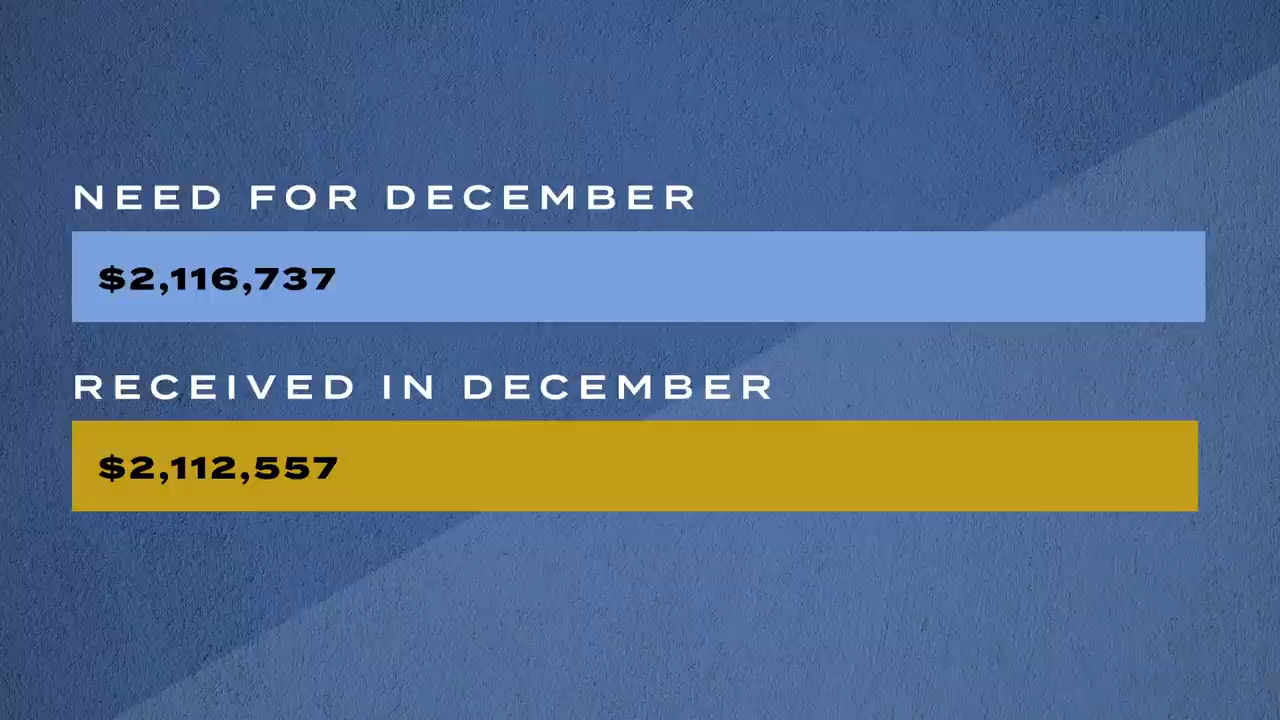 NEED FOR DECEMBER
$2,116,737
RECEIVED IN DECEMBER
$2,112,557